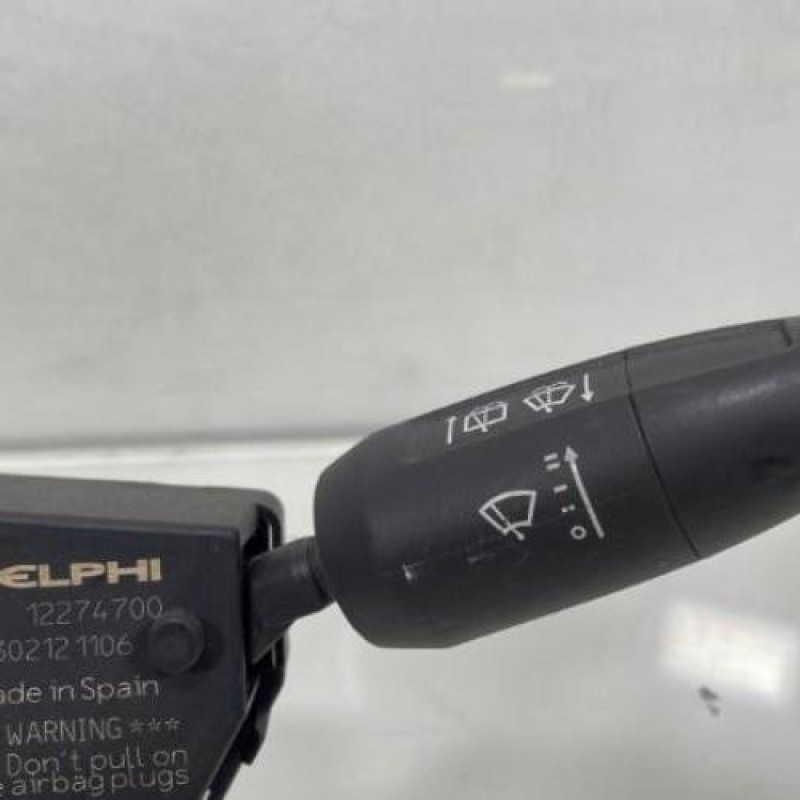 ELPHI
12274700
302121106
ade in Spain
WARNING ***
Don't pull on
e airbag plugs